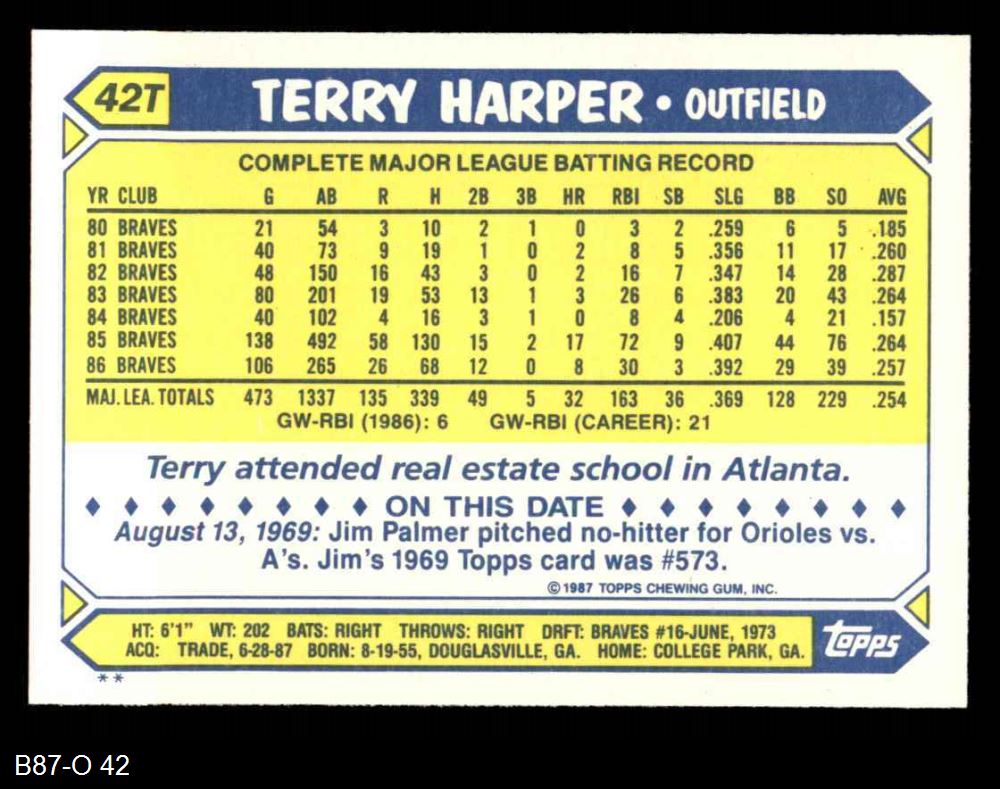 42T TERRY HARPER • OUTFIELD
COMPLETE MAJOR LEAGUE BATTING RECORD
YR CLUB G AB R H 2B 3B HR RBI SB SLG BB SO AVG
80 BRAVES 21 54 3 10 2 1 0 3 2 .259 6 5 .185
81 BRAVES 40 73 9 19 1 0 2 8 5 .356 11 17 .260
82 BRAVES 48 150 16 43 3 0 2 16 7 .347 14 28 .287
83 BRAVES 80 201 19 53 13 1 3 26 6 .383 20 43 .264
84 BRAVES 40 102 4 16 3 1 0 8 4 .206 4 21 .157
85 BRAVES 138 492 58 130 15 2 17 72 9 .407 44 76 .264
86 BRAVES 106 265 26 68 12 0 8 30 3 .392 29 39 .257
MAJ. LEA. TOTALS 473 1337 135 339 49 5 32 163 36 .369 128 229 .254
GW-RBI (1986): 6 GW-RBI (CAREER): 21
Terry attended real estate school in Atlanta.
♦ ♦ ♦ ♦ ♦ ♦ ♦ ♦ ON THIS DATE ♦ ♦ ♦ ♦ ♦ ♦ ♦ ♦
August 13, 1969: Jim Palmer pitched no-hitter for Orioles vs.
A's. Jim's 1969 Topps card was #573.
© 1987 TOPPS CHEWING GUM, INC.
HT: 6'1" WT: 202 BATS: RIGHT THROWS: RIGHT DRFT: BRAVES #16-JUNE, 1973
ACQ: TRADE, 6-28-87 BORN: 8-19-55, DOUGLASVILLE, GA. HOME: COLLEGE PARK, GA.
topps
**
B87-O 42